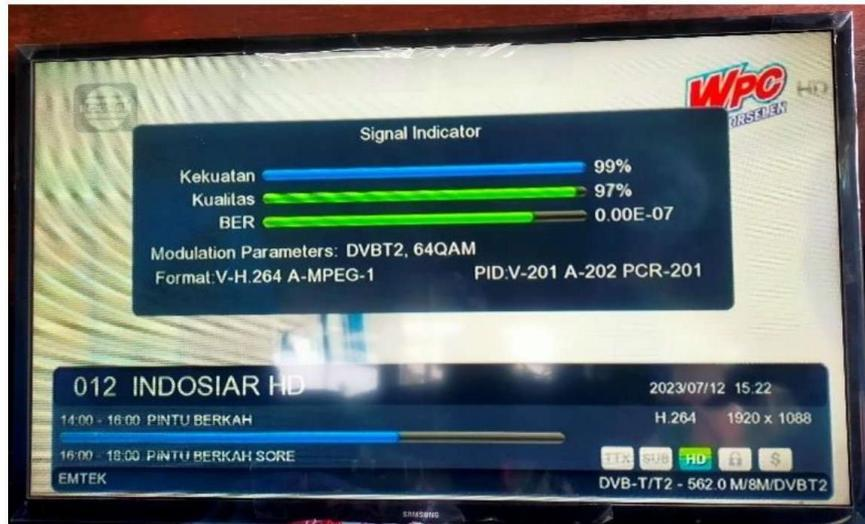 WPC HD
Signal Indicator
Kekuatan 99%
Kualitas 97%
BER 0.00E-07
Modulation Parameters: DVBT2, 64QAM
Format:V-H.264 A-MPEG-1 PID:V-201 A-202 PCR-201
012 INDOSIAR HD 2023/07/12 15:22
14:00 - 16:00 PINTU BERKAH H.264 1920 x 1088
16:00 - 18:00 PINTU BERKAH SORE TTX SUB HD $
EMTEK DVB-T/T2 - 562.0 M/8M/DVBT2
SAMSUNG